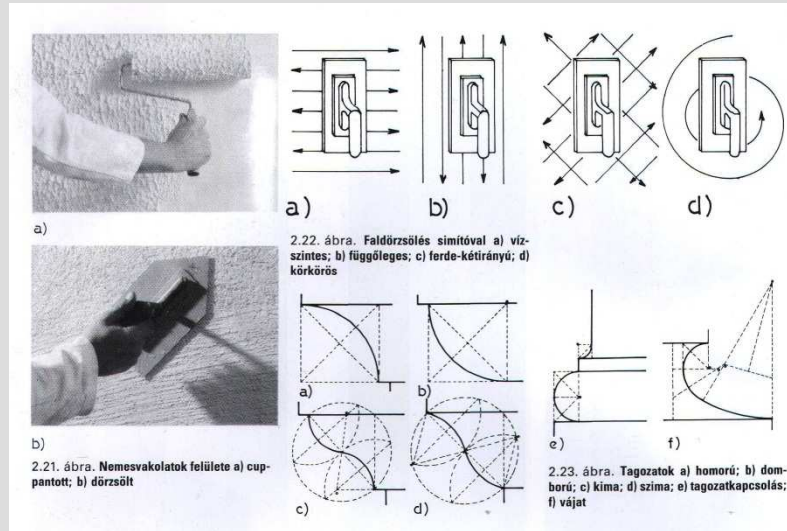 a)
b)
2.21. ábra. Nemesvakolatok felülete a) cup-
pantott; b) dörzsölt
a)
b)
c)
d)
2.22. ábra. Faldörzsölés simítóval a) víz-
szintes; b) függőleges; c) ferde-kétirányú; d)
körkörös
a)
b)
c)
d)
e)
f)
2.23. ábra. Tagozatok a) homorú; b) dom-
ború; c) kima; d) szima; e) tagozatkapcsolás;
f) vájat